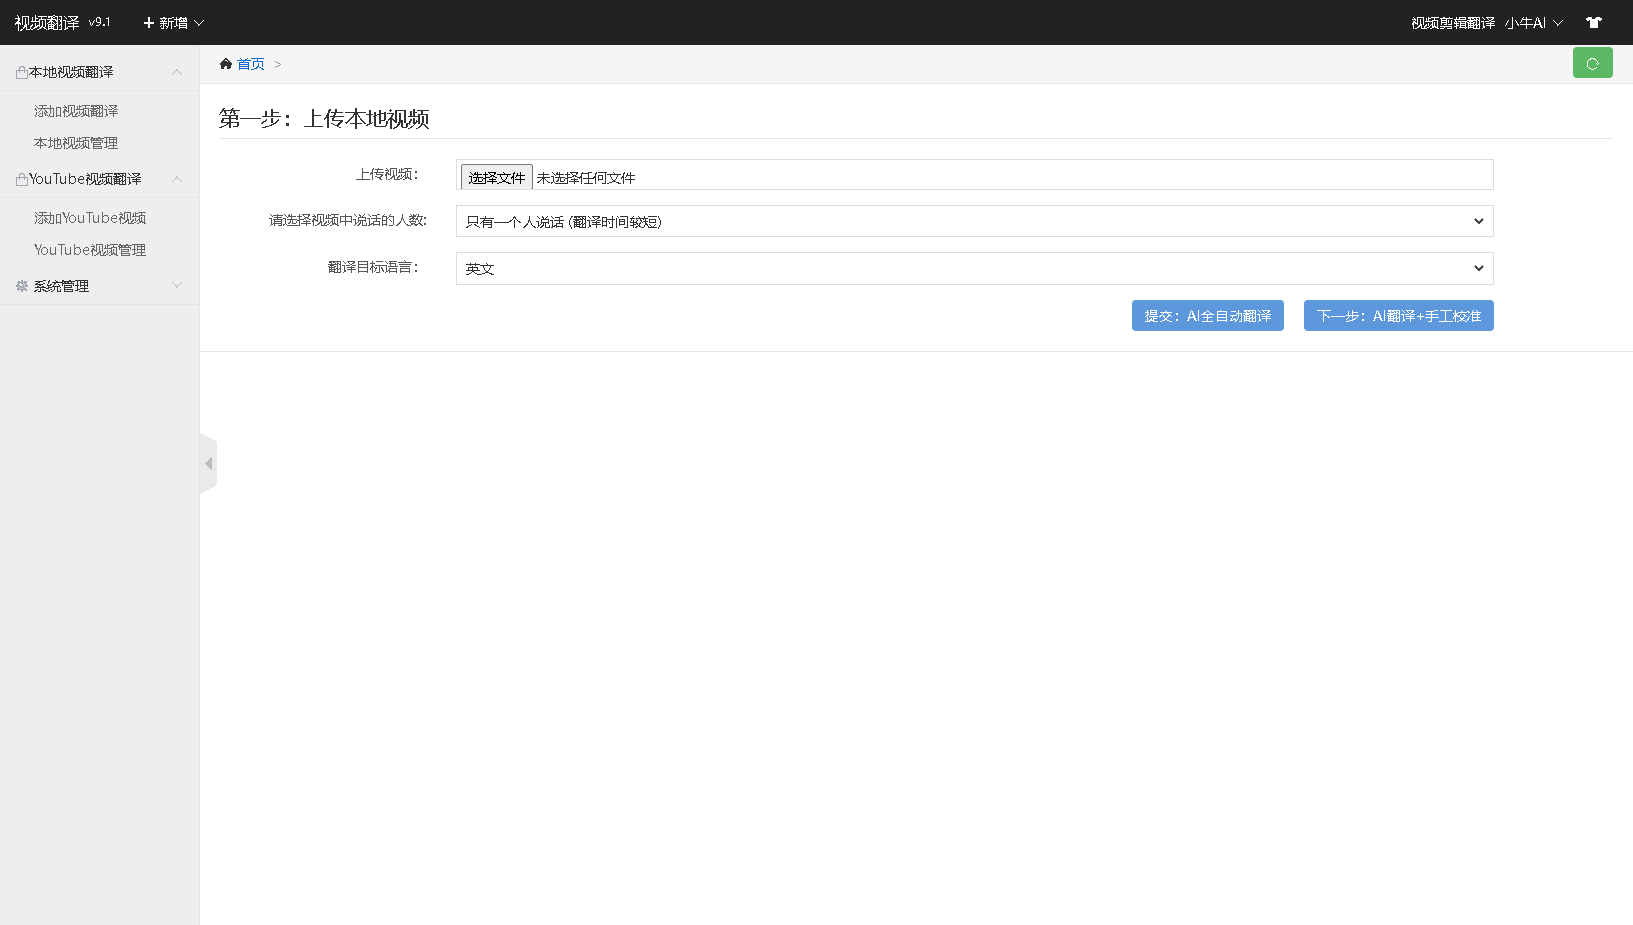 视频翻译 v9.1 新增 视频剪辑翻译 小牛AI
本地视频翻译
添加视频翻译
本地视频管理
YouTube视频翻译
添加YouTube视频
YouTube视频管理
系统管理
首页 >
第一步：上传本地视频
上传视频： 选择文件 未选择任何文件
请选择视频中说话的人数: 只有一个人说话 (翻译时间较短)
翻译目标语言： 英文
提交：AI全自动翻译 下一步：AI翻译+手工校准